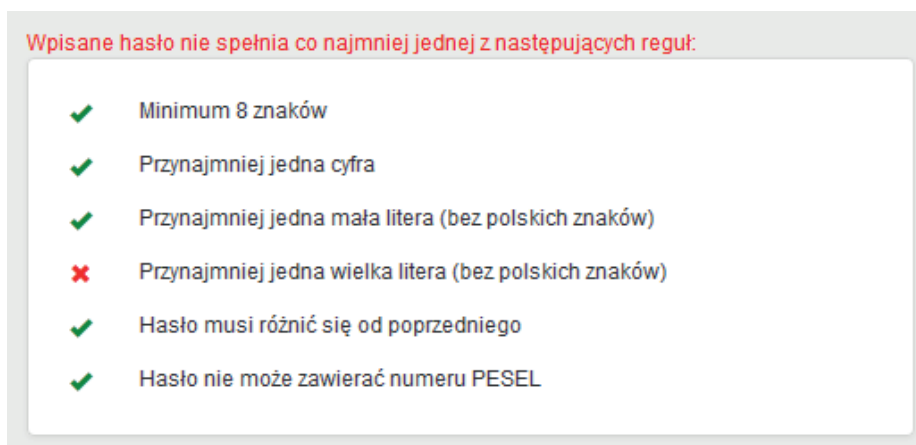 Wpisane hasło nie spełnia co najmniej jednej z następujących reguł:
Minimum 8 znaków
Przynajmniej jedna cyfra
Przynajmniej jedna mała litera (bez polskich znaków)
Przynajmniej jedna wielka litera (bez polskich znaków)
Hasło musi różnić się od poprzedniego
Hasło nie może zawierać numeru PESEL